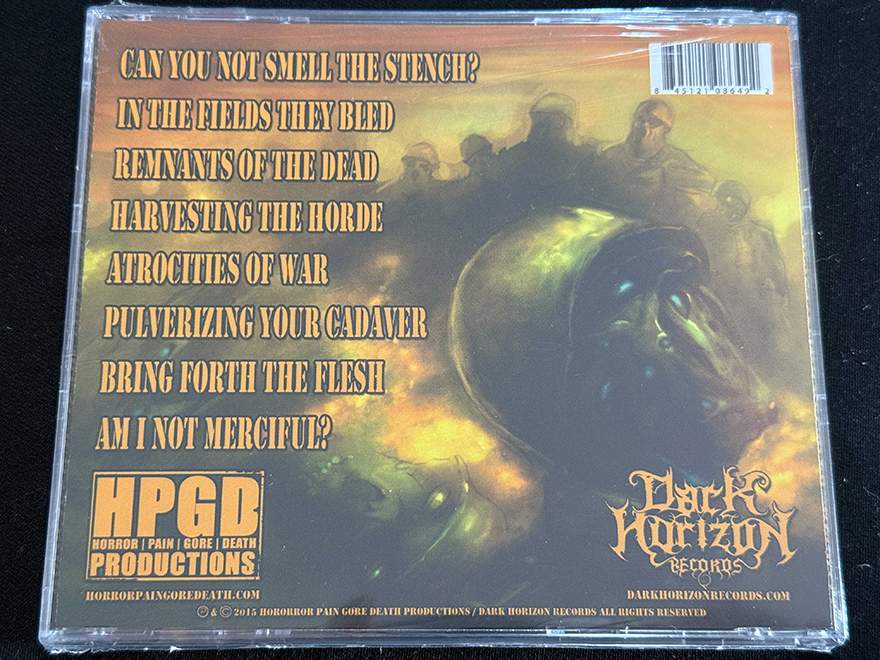 CAN YOU NOT SMELL THE STENCH?
8 45121 08649 2
IN THE FIELDS THEY BLED
REMNANTS OF THE DEAD
HARVESTING THE HORDE
ATROCITIES OF WAR
PULVERIZING YOUR CADAVER
BRING FORTH THE FLESH
AM I NOT MERCIFUL?
HPGD
HORROR | PAIN | GORE | DEATH
PRODUCTIONS
HORRORPAINGOREDEATH.COM
Dark
Horizon
RECORDS
DARKHORIZONRECORDS.COM
℗ & © 2015 HORORROR PAIN GORE DEATH PRODUCTIONS / DARK HORIZON RECORDS ALL RIGHTS RESERVED